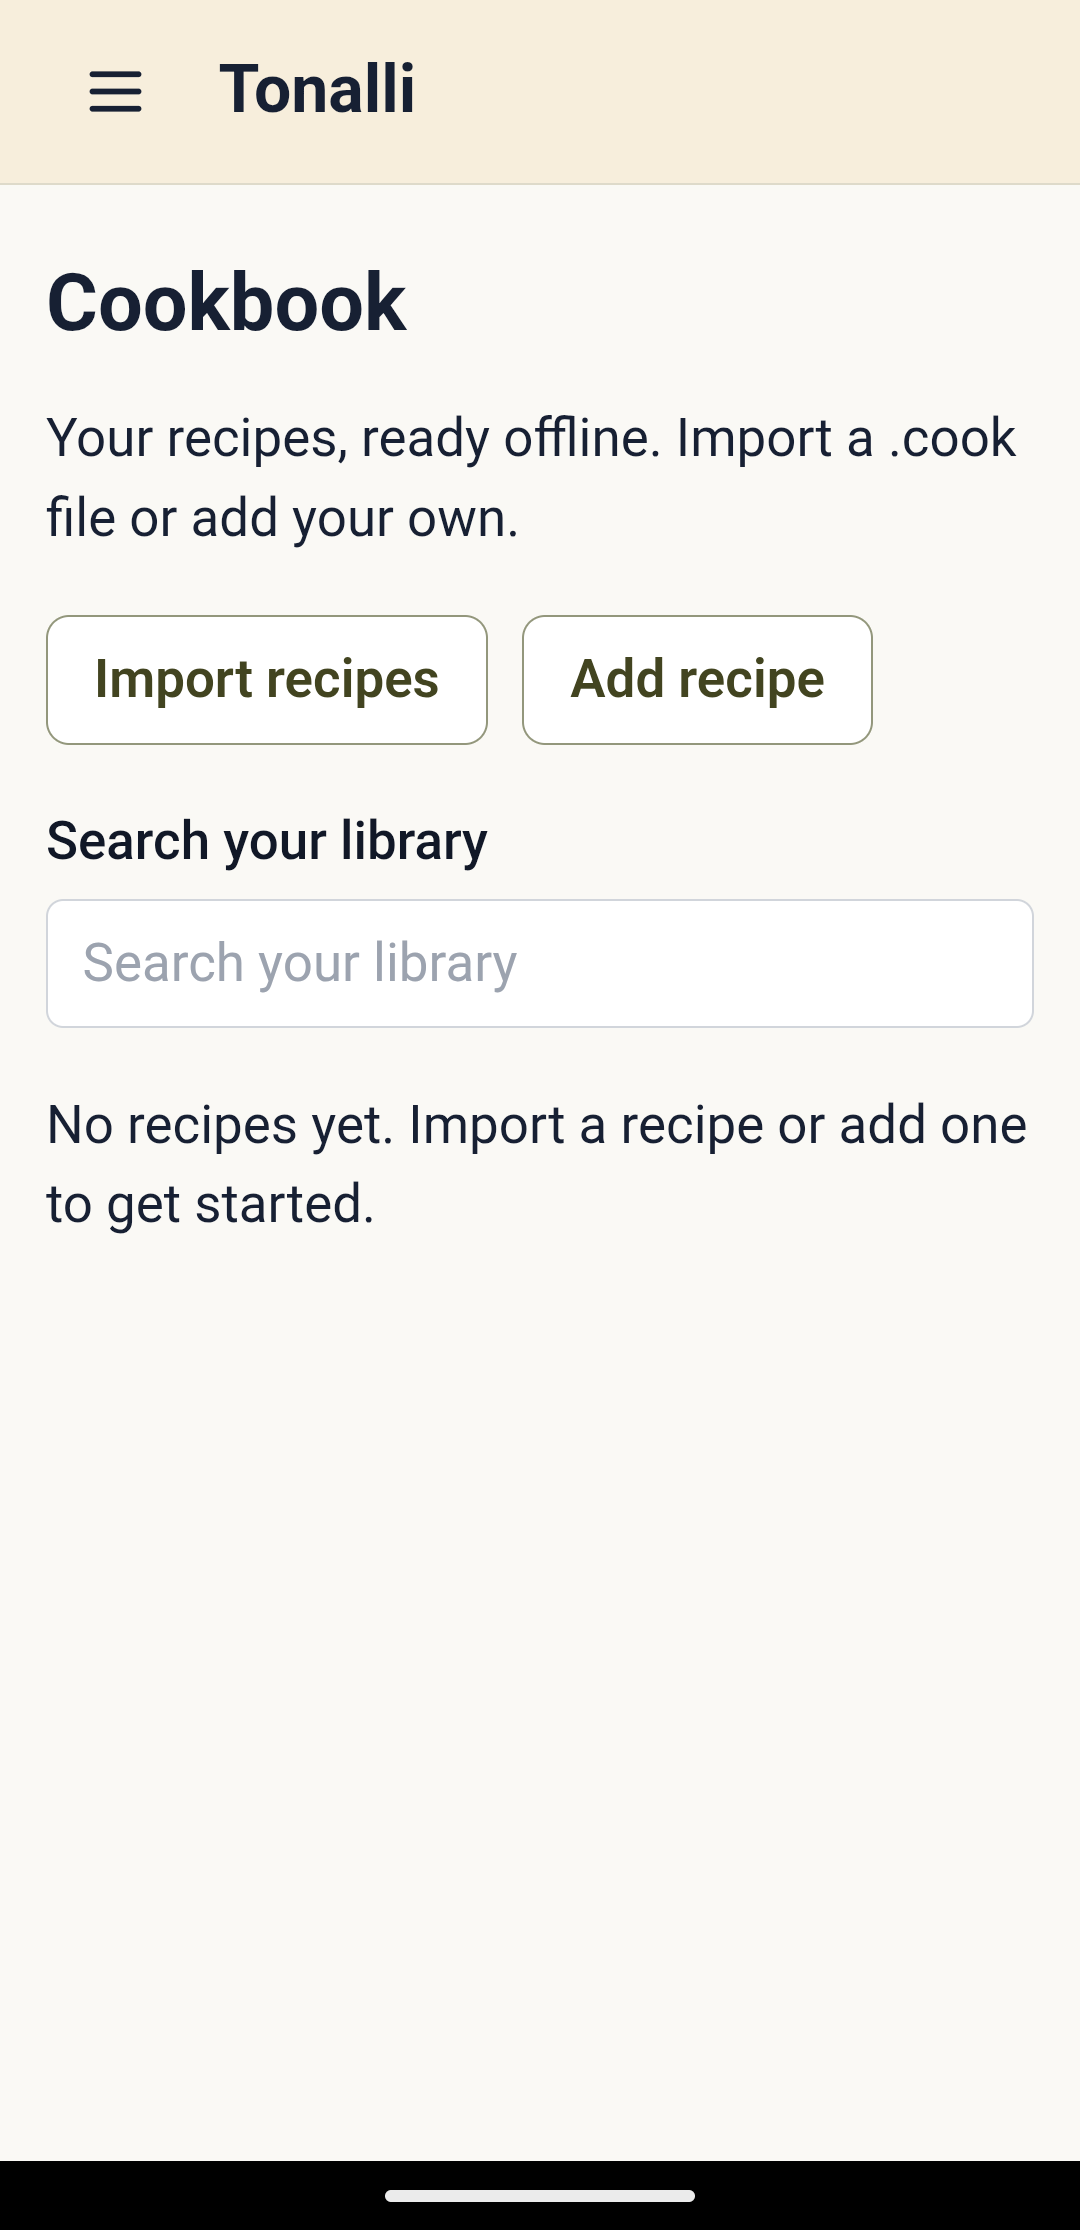 Tonalli
Cookbook
Your recipes, ready offline. Import a .cook
file or add your own.
Import recipes
Add recipe
Search your library
Search your library
No recipes yet. Import a recipe or add one
to get started.